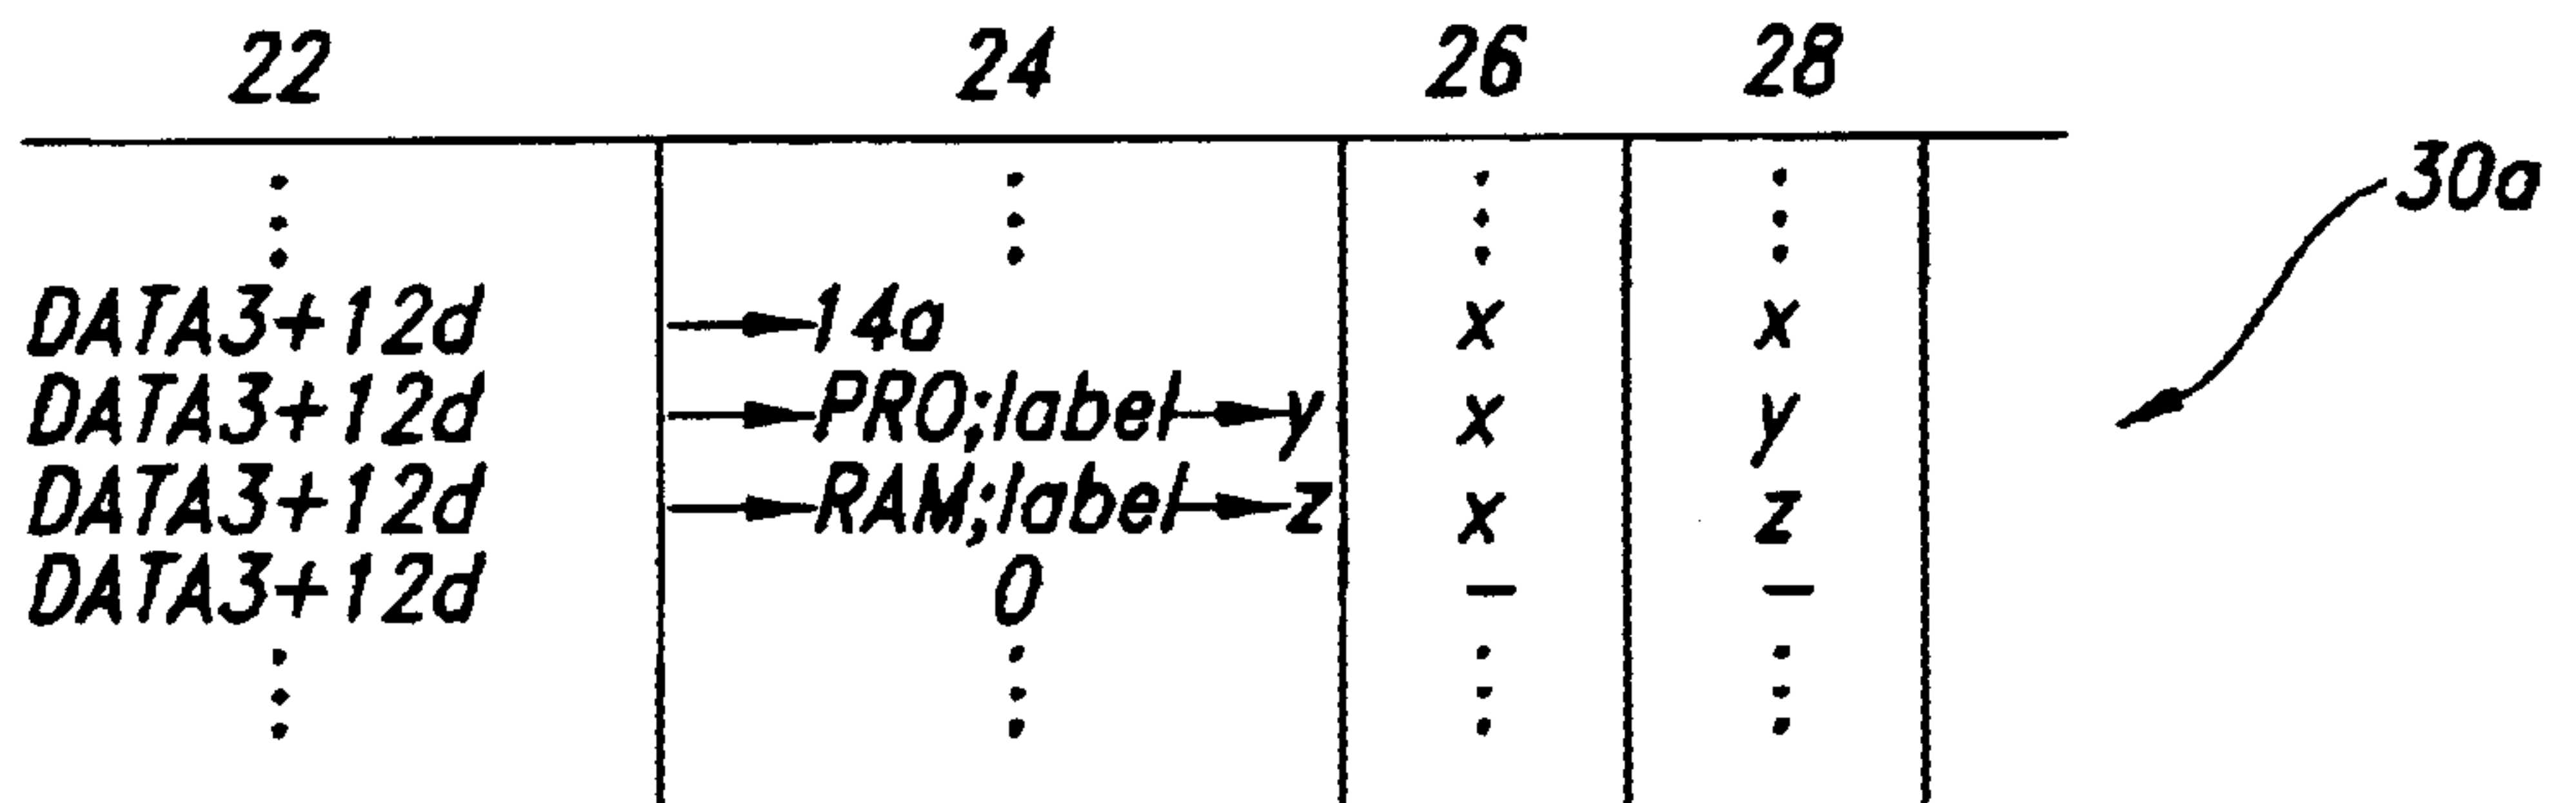 22 24 26 28
30a
DATA3+12d →14a x x
DATA3+12d →PRO;label→y x y
DATA3+12d →RAM;label→z x z
DATA3+12d 0 — —